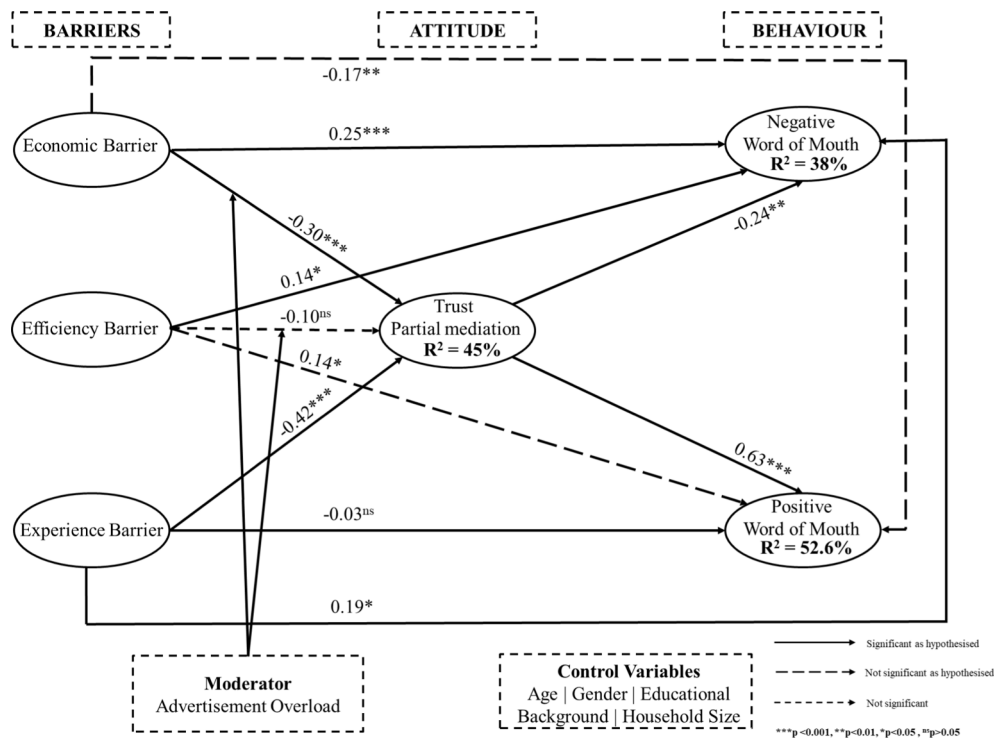 BARRIERS
ATTITUDE
BEHAVIOUR
-0.17**
Economic Barrier
0.25***
Negative
Word of Mouth
R² = 38%
-0.30***
-0.24**
0.14*
Efficiency Barrier
-0.10ⁿˢ
Trust
Partial mediation
R² = 45%
0.14*
-0.42***
0.63***
Experience Barrier
-0.03ⁿˢ
Positive
Word of Mouth
R² = 52.6%
0.19*
Moderator
Advertisement Overload
Control Variables
Age | Gender | Educational
Background | Household Size
Significant as hypothesised
Not significant as hypothesised
Not significant
***p <0.001, **p<0.01, *p<0.05 , ⁿˢp>0.05